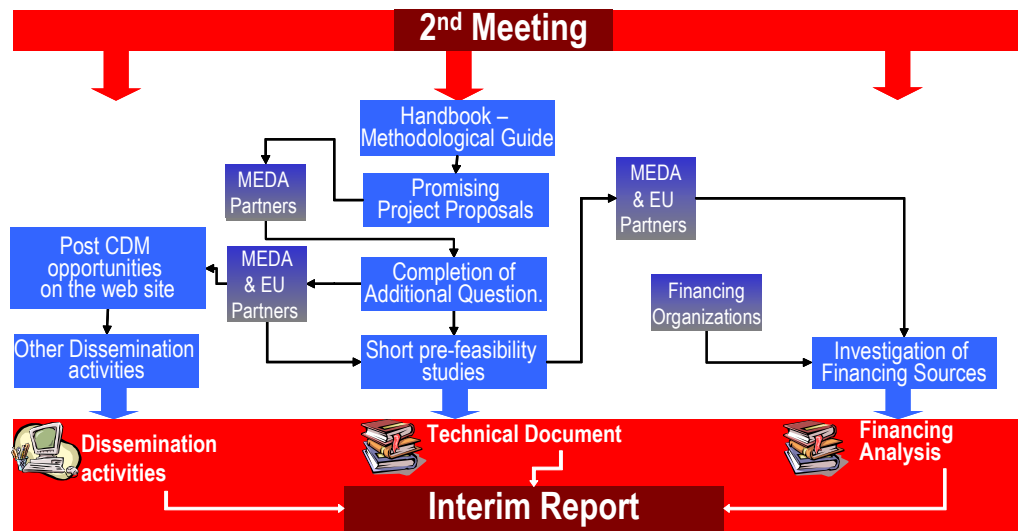 2nd Meeting
Handbook –
Methodological Guide
MEDA
Partners
Promising
Project Proposals
MEDA
& EU
Partners
Post CDM
opportunities
on the web site
MEDA
& EU
Partners
Completion of
Additional Question.
Financing
Organizations
Other Dissemination
activities
Short pre-feasibility
studies
Investigation of
Financing Sources
Dissemination
activities
Technical Document
Financing
Analysis
Interim Report